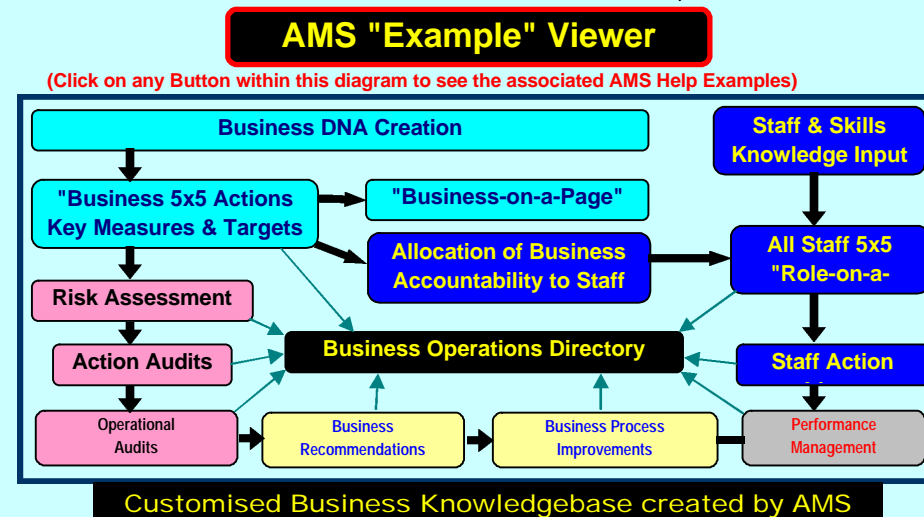 AMS "Example" Viewer
(Click on any Button within this diagram to see the associated AMS Help Examples)
Business DNA Creation
Staff & Skills
Knowledge Input
"Business 5x5 Actions
Key Measures & Targets
"Business-on-a-Page"
Allocation of Business
Accountability to Staff
All Staff 5x5
"Role-on-a-
Risk Assessment
Business Operations Directory
Action Audits
Staff Action
Operational
Audits
Business
Recommendations
Business Process
Improvements
Performance
Management
Customised Business Knowledgebase created by AMS